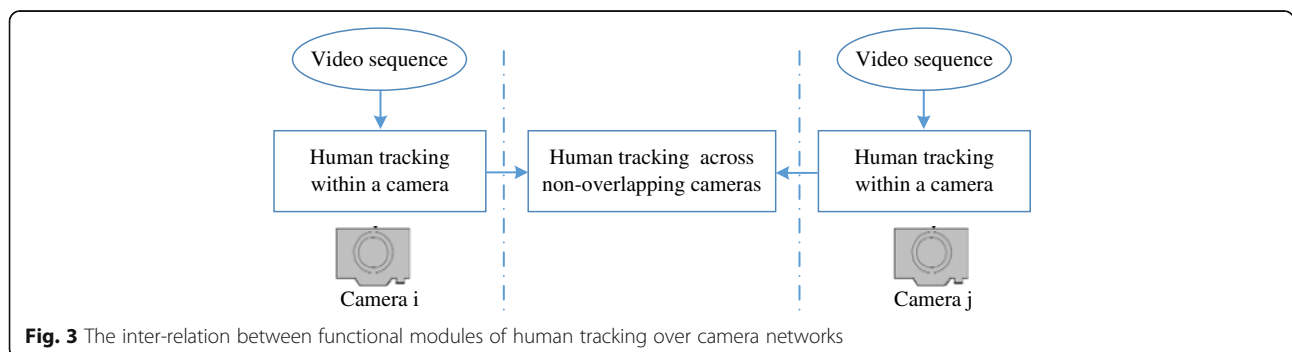 Video sequence
Video sequence
Human tracking
within a camera
Human tracking across
non-overlapping cameras
Human tracking
within a camera
Camera i
Camera j
Fig. 3 The inter-relation between functional modules of human tracking over camera networks